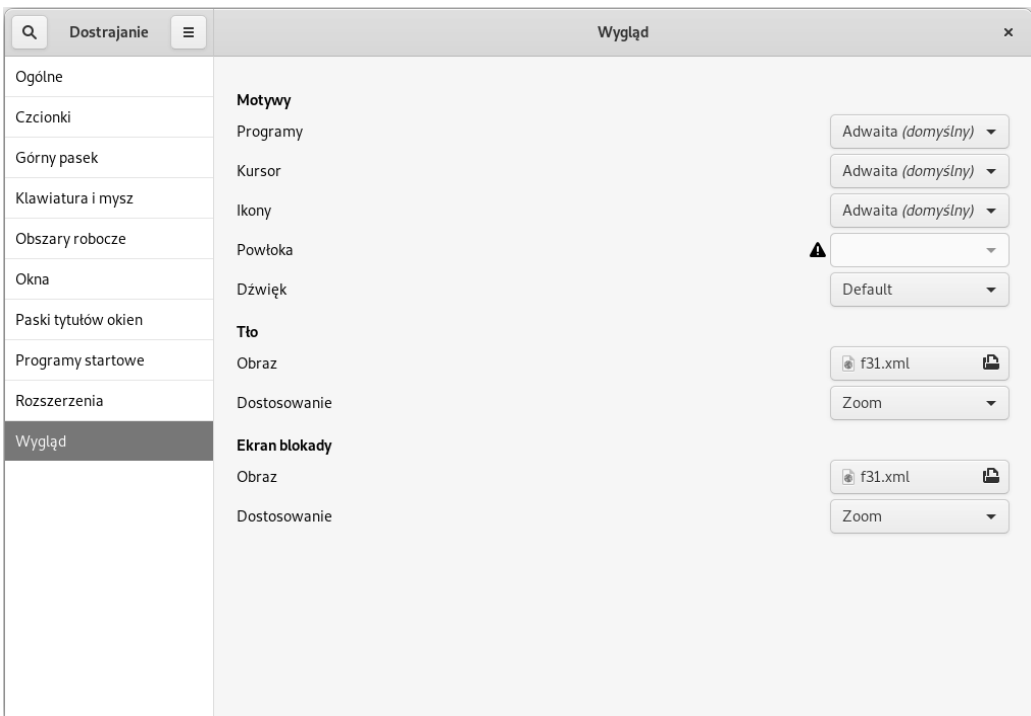 Dostrajanie
Wygląd
Ogólne
Czcionki
Górny pasek
Klawiatura i mysz
Obszary robocze
Okna
Paski tytułów okien
Programy startowe
Rozszerzenia
Wygląd
Motywy
Programy Adwaita (domyślny)
Kursor Adwaita (domyślny)
Ikony Adwaita (domyślny)
Powłoka
Dźwięk Default
Tło
Obraz f31.xml
Dostosowanie Zoom
Ekran blokady
Obraz f31.xml
Dostosowanie Zoom